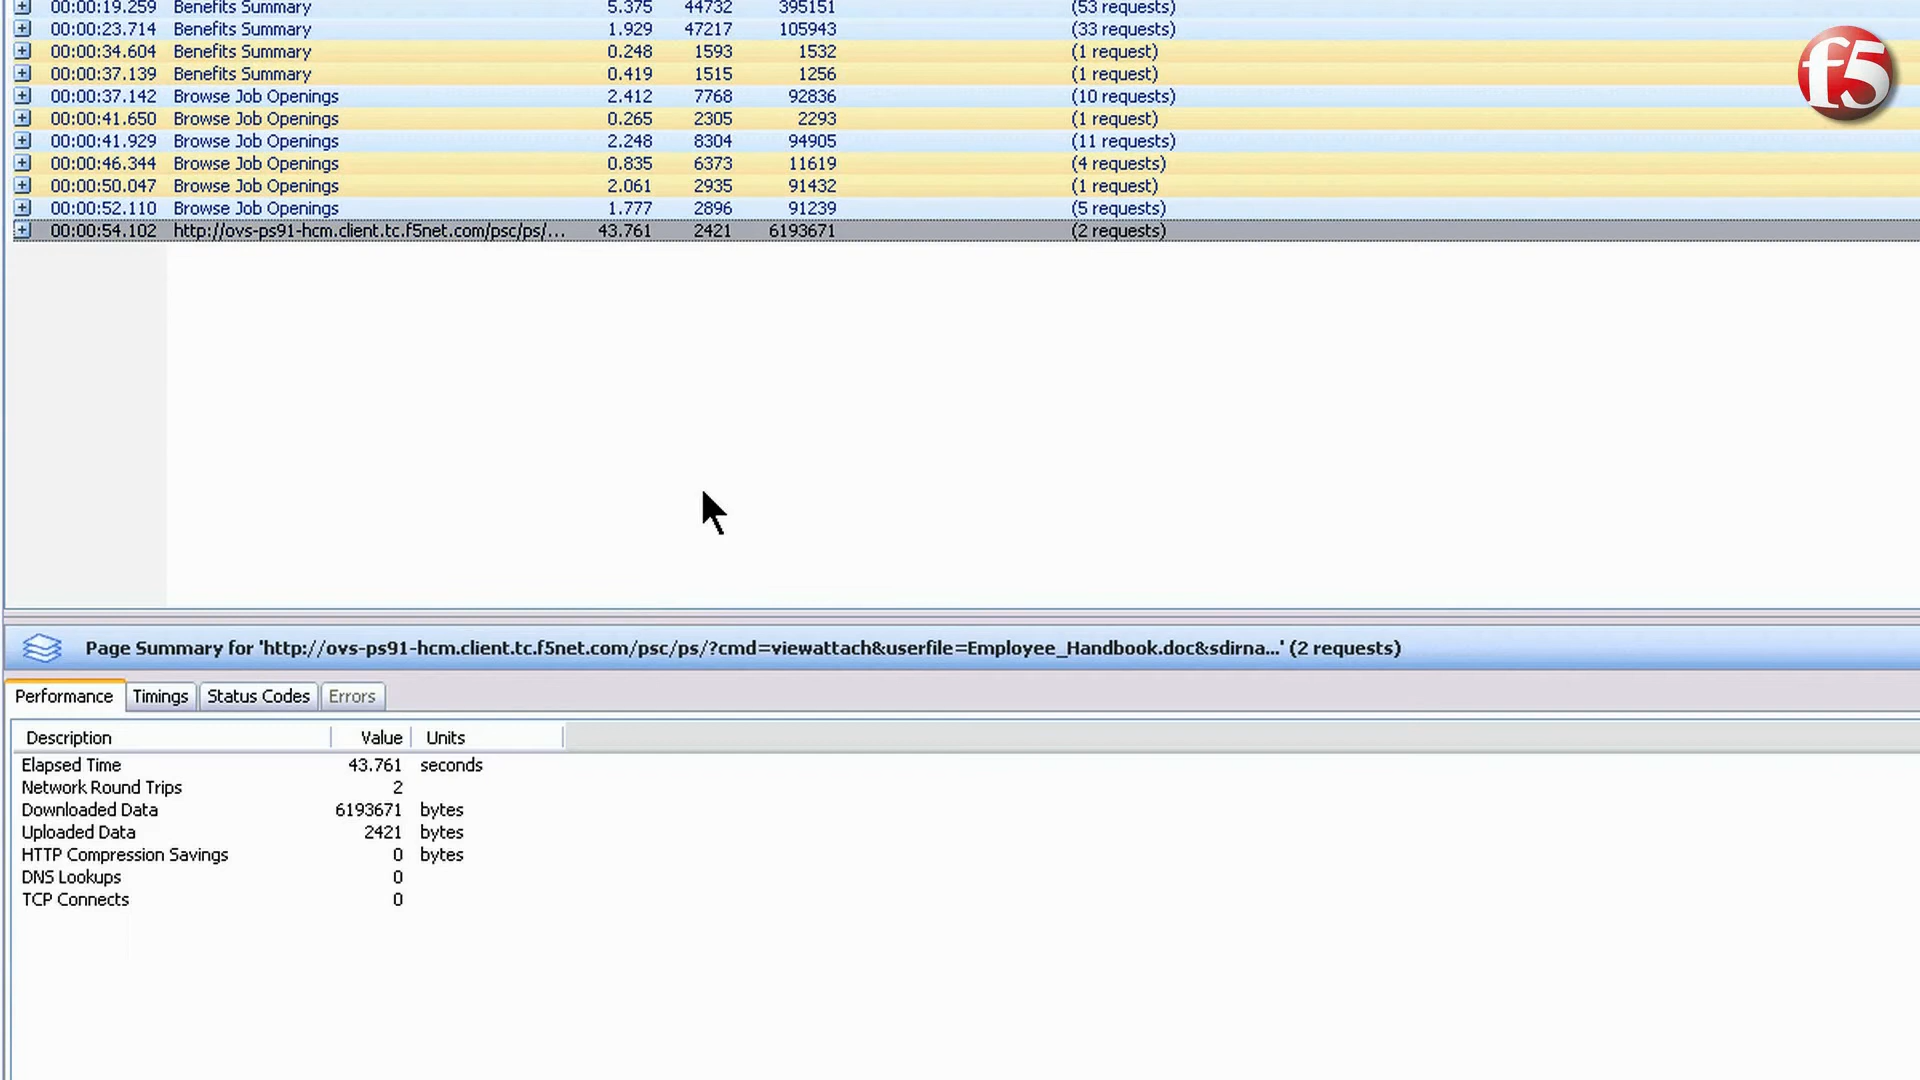 00:00:19.259 Benefits Summary 5.375 44732 395151 (53 requests)
00:00:23.714 Benefits Summary 1.929 47217 105943 (33 requests)
00:00:34.604 Benefits Summary 0.248 1593 1532 (1 request)
00:00:37.139 Benefits Summary 0.419 1515 1256 (1 request)
00:00:37.142 Browse Job Openings 2.412 7768 92836 (10 requests)
00:00:41.650 Browse Job Openings 0.265 2305 2293 (1 request)
00:00:41.929 Browse Job Openings 2.248 8304 94905 (11 requests)
00:00:46.344 Browse Job Openings 0.835 6373 11619 (4 requests)
00:00:50.047 Browse Job Openings 2.061 2935 91432 (1 request)
00:00:52.110 Browse Job Openings 1.777 2896 91239 (5 requests)
00:00:54.102 http://ovs-ps91-hcm.client.tc.f5net.com/psc/ps/... 43.761 2421 6193671 (2 requests)
f5
Page Summary for 'http://ovs-ps91-hcm.client.tc.f5net.com/psc/ps/?cmd=viewattach&userfile=Employee_Handbook.doc&sdirna...' (2 requests)
Performance Timings Status Codes Errors
Description Value Units
Elapsed Time 43.761 seconds
Network Round Trips 2
Downloaded Data 6193671 bytes
Uploaded Data 2421 bytes
HTTP Compression Savings 0 bytes
DNS Lookups 0
TCP Connects 0